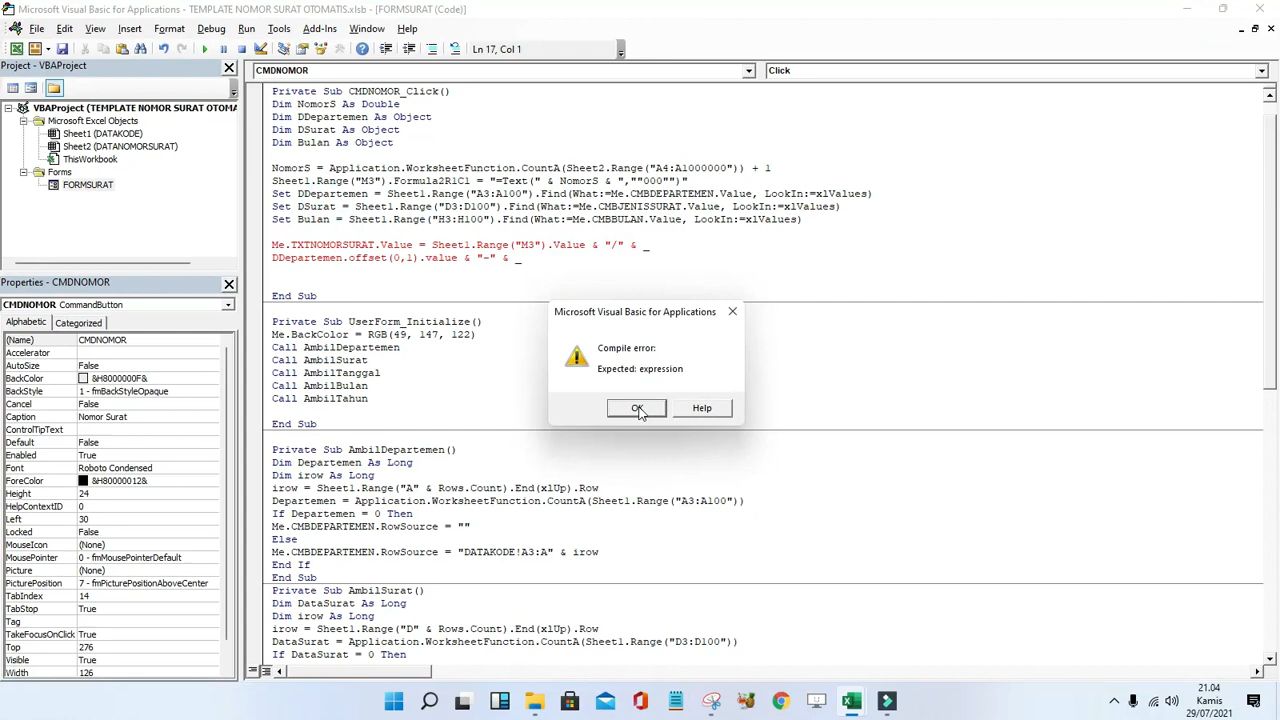 Microsoft Visual Basic for Applications - TEMPLATE NOMOR SURAT OTOMATIS.xlsb - [FORMSURAT (Code)]
File Edit View Insert Format Debug Run Tools Add-Ins Window Help
Ln 17, Col 1
Project - VBAProject
VBAProject (TEMPLATE NOMOR SURAT OTOMA
Microsoft Excel Objects
Sheet1 (DATAKODE)
Sheet2 (DATANOMORSURAT)
ThisWorkbook
Forms
FORMSURAT
Properties - CMDNOMOR
CMDNOMOR CommandButton
Alphabetic Categorized
(Name) CMDNOMOR
Accelerator
AutoSize False
BackColor &H8000000F&
BackStyle 1 - fmBackStyleOpaque
Cancel False
Caption Nomor Surat
ControlTipText
Default False
Enabled True
Font Roboto Condensed
ForeColor &H80000012&
Height 24
HelpContextID 0
Left 30
Locked False
MouseIcon (None)
MousePointer 0 - fmMousePointerDefault
Picture (None)
PicturePosition 7 - fmPicturePositionAboveCenter
TabIndex 14
TabStop True
Tag
TakeFocusOnClick True
Top 276
Visible True
Width 126
CMDNOMOR Click
Private Sub CMDNOMOR_Click()
Dim NomorS As Double
Dim DDepartemen As Object
Dim DSurat As Object
Dim Bulan As Object
NomorS = Application.WorksheetFunction.CountA(Sheet2.Range("A4:A1000000")) + 1
Sheet1.Range("M3").Formula2R1C1 = "=Text(" & NomorS & ",""000"")"
Set DDepartemen = Sheet1.Range("A3:A100").Find(What:=Me.CMBDEPARTEMEN.Value, LookIn:=xlValues)
Set DSurat = Sheet1.Range("D3:D100").Find(What:=Me.CMBJENISSURAT.Value, LookIn:=xlValues)
Set Bulan = Sheet1.Range("H3:H100").Find(What:=Me.CMBBULAN.Value, LookIn:=xlValues)
Me.TXTNOMORSURAT.Value = Sheet1.Range("M3").Value & "/" & _
DDepartemen.offset(0,1).value & "-" & _
End Sub
Private Sub UserForm_Initialize()
Me.BackColor = RGB(49, 147, 122)
Call AmbilDepartemen
Call AmbilSurat
Call AmbilTanggal
Call AmbilBulan
Call AmbilTahun
End Sub
Private Sub AmbilDepartemen()
Dim Departemen As Long
Dim irow As Long
irow = Sheet1.Range("A" & Rows.Count).End(xlUp).Row
Departemen = Application.WorksheetFunction.CountA(Sheet1.Range("A3:A100"))
If Departemen = 0 Then
Me.CMBDEPARTEMEN.RowSource = ""
Else
Me.CMBDEPARTEMEN.RowSource = "DATAKODE!A3:A" & irow
End If
End Sub
Private Sub AmbilSurat()
Dim DataSurat As Long
Dim irow As Long
irow = Sheet1.Range("D" & Rows.Count).End(xlUp).Row
DataSurat = Application.WorksheetFunction.CountA(Sheet1.Range("D3:D100"))
If DataSurat = 0 Then
Microsoft Visual Basic for Applications
Compile error:
Expected: expression
OK Help
21.04
Kamis
29/07/2021